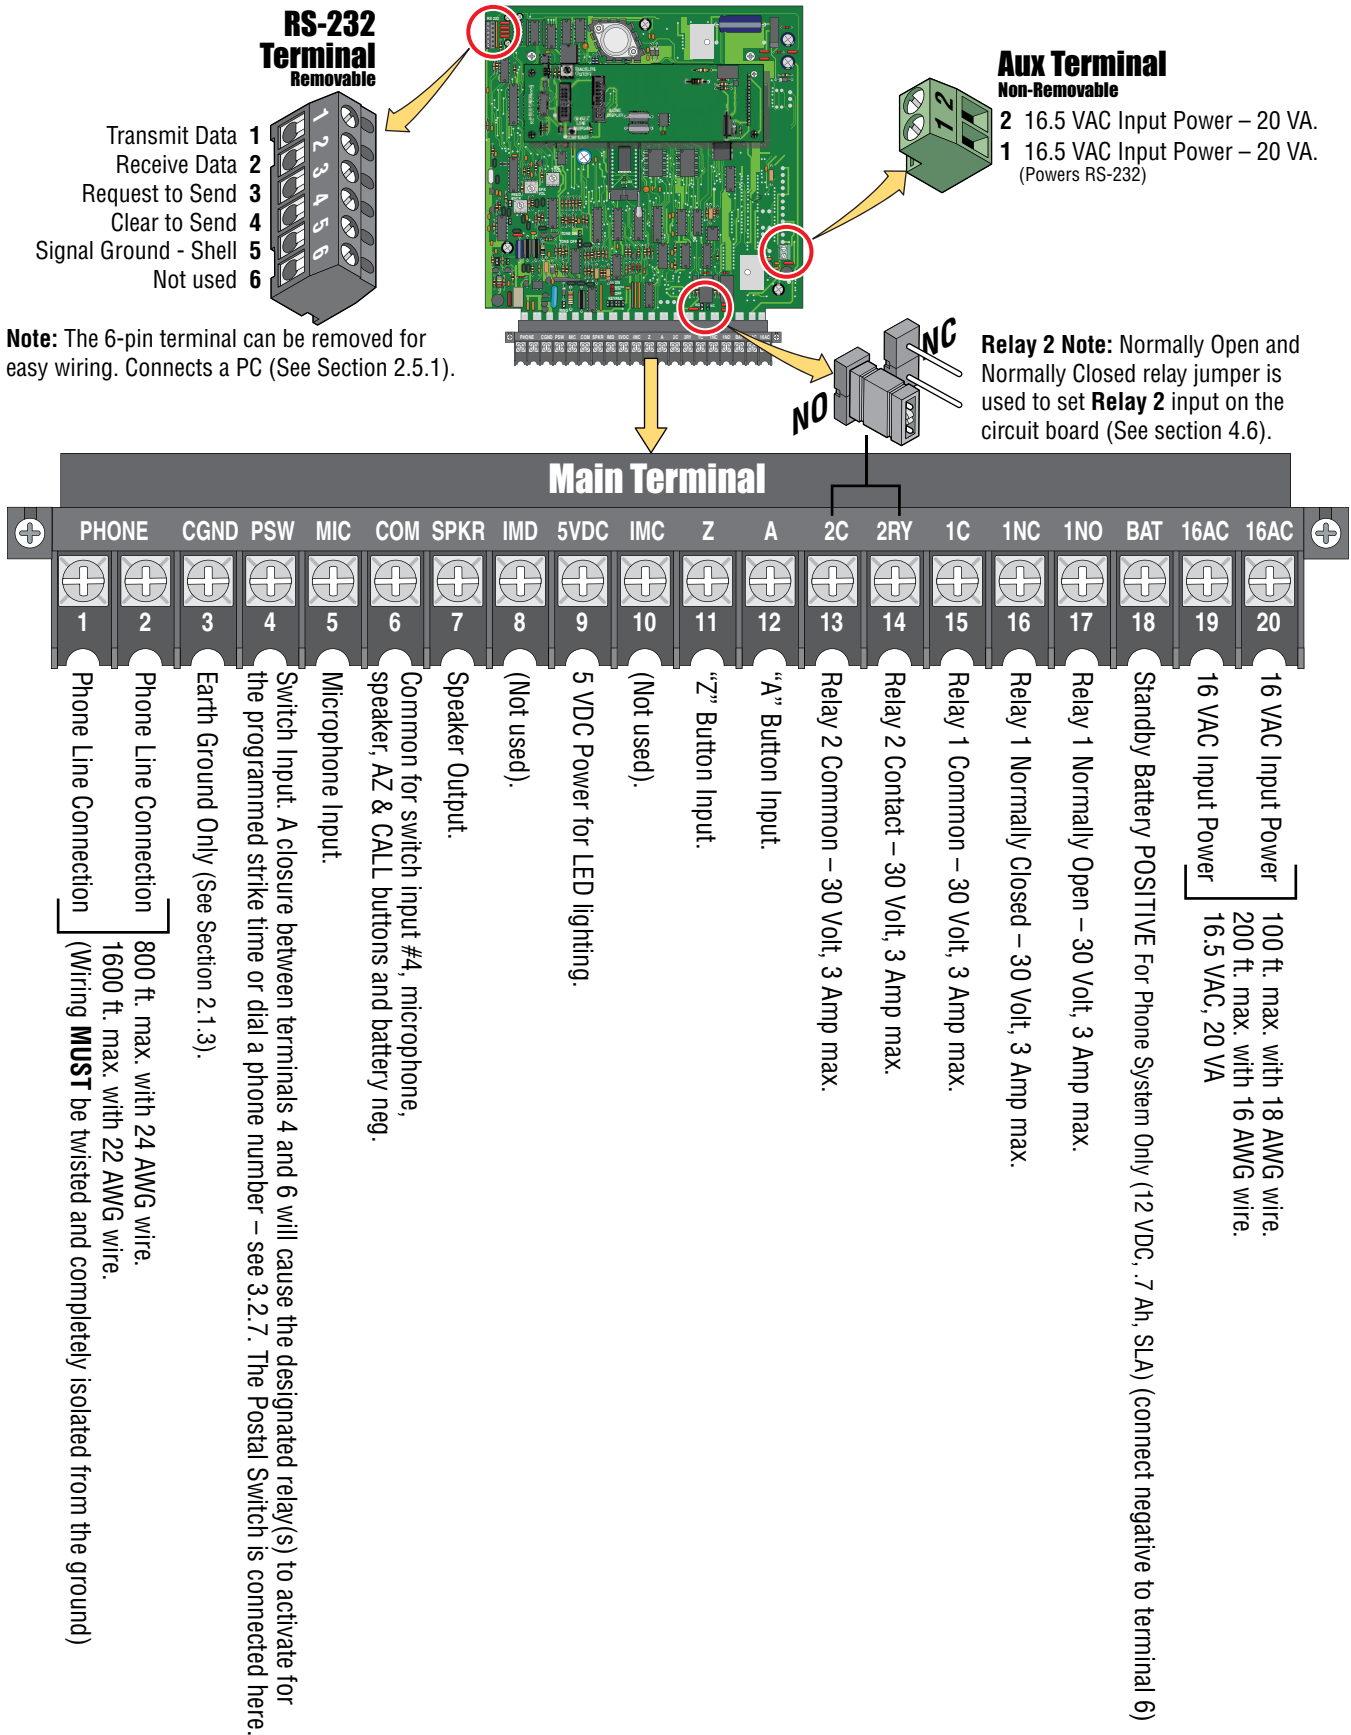 RS-232
Terminal
Removable
Transmit Data 1
Receive Data 2
Request to Send 3
Clear to Send 4
Signal Ground - Shell 5
Not used 6
1
2
3
4
5
6
Note: The 6-pin terminal can be removed for
easy wiring. Connects a PC (See Section 2.5.1).
Aux Terminal
Non-Removable
2 16.5 VAC Input Power – 20 VA.
1 16.5 VAC Input Power – 20 VA.
(Powers RS-232)
2
1
NC
NO
Relay 2 Note: Normally Open and
Normally Closed relay jumper is
used to set Relay 2 input on the
circuit board (See section 4.6).
Main Terminal
PHONE CGND PSW MIC COM SPKR IMD 5VDC IMC Z A 2C 2RY 1C 1NC 1NO BAT 16AC 16AC
1 2 3 4 5 6 7 8 9 10 11 12 13 14 15 16 17 18 19 20
Phone Line Connection
Phone Line Connection
800 ft. max. with 24 AWG wire.
1600 ft. max. with 22 AWG wire.
(Wiring MUST be twisted and completely isolated from the ground)
Earth Ground Only (See Section 2.1.3).
Switch Input. A closure between terminals 4 and 6 will cause the designated relay(s) to activate for
the programmed strike time or dial a phone number – see 3.2.7. The Postal Switch is connected here.
Microphone Input.
Common for switch input #4, microphone,
speaker, AZ & CALL buttons and battery neg.
Speaker Output.
(Not used).
5 VDC Power for LED lighting.
(Not used).
“Z” Button Input.
“A” Button Input.
Relay 2 Common – 30 Volt, 3 Amp max.
Relay 2 Contact – 30 Volt, 3 Amp max.
Relay 1 Common – 30 Volt, 3 Amp max.
Relay 1 Normally Closed – 30 Volt, 3 Amp max.
Relay 1 Normally Open – 30 Volt, 3 Amp max.
Standby Battery POSITIVE For Phone System Only (12 VDC, .7 Ah, SLA) (connect negative to terminal 6)
16 VAC Input Power
16 VAC Input Power
100 ft. max. with 18 AWG wire.
200 ft. max. with 16 AWG wire.
16.5 VAC, 20 VA